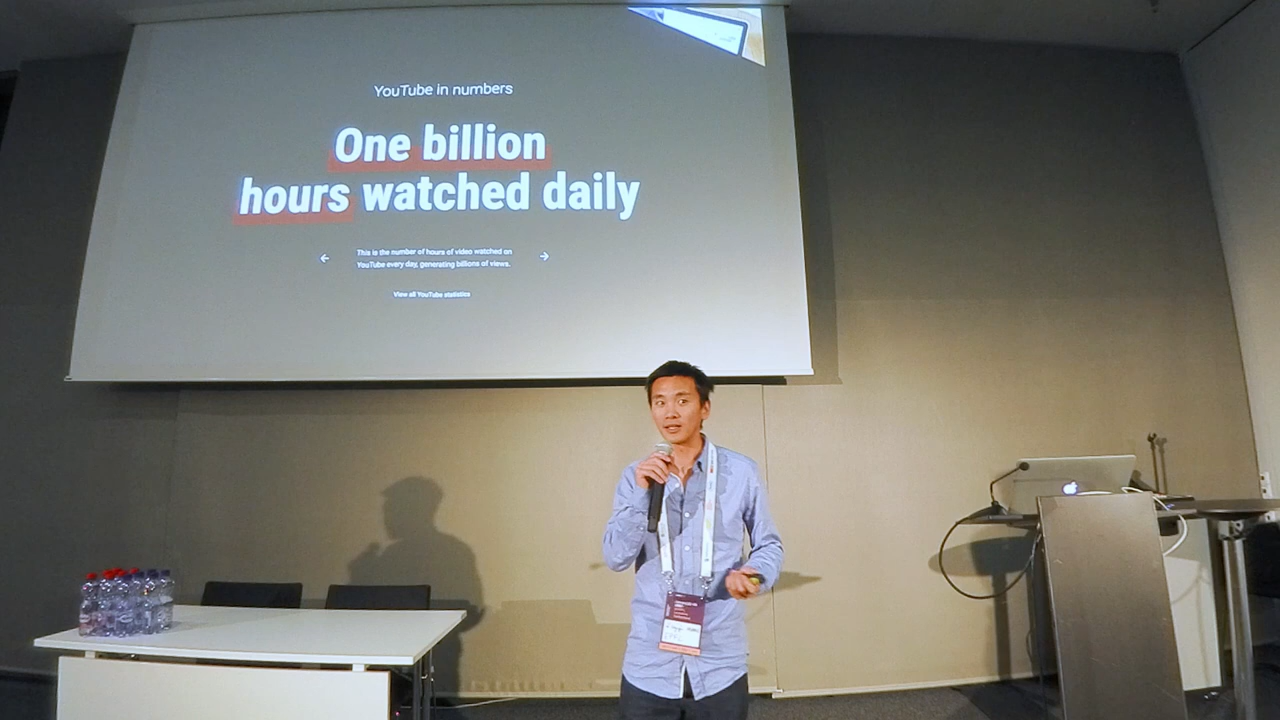 YouTube in numbers
One billion
hours watched daily
This is the number of hours of video watched on
YouTube every day, generating billions of views.
View all YouTube statistics